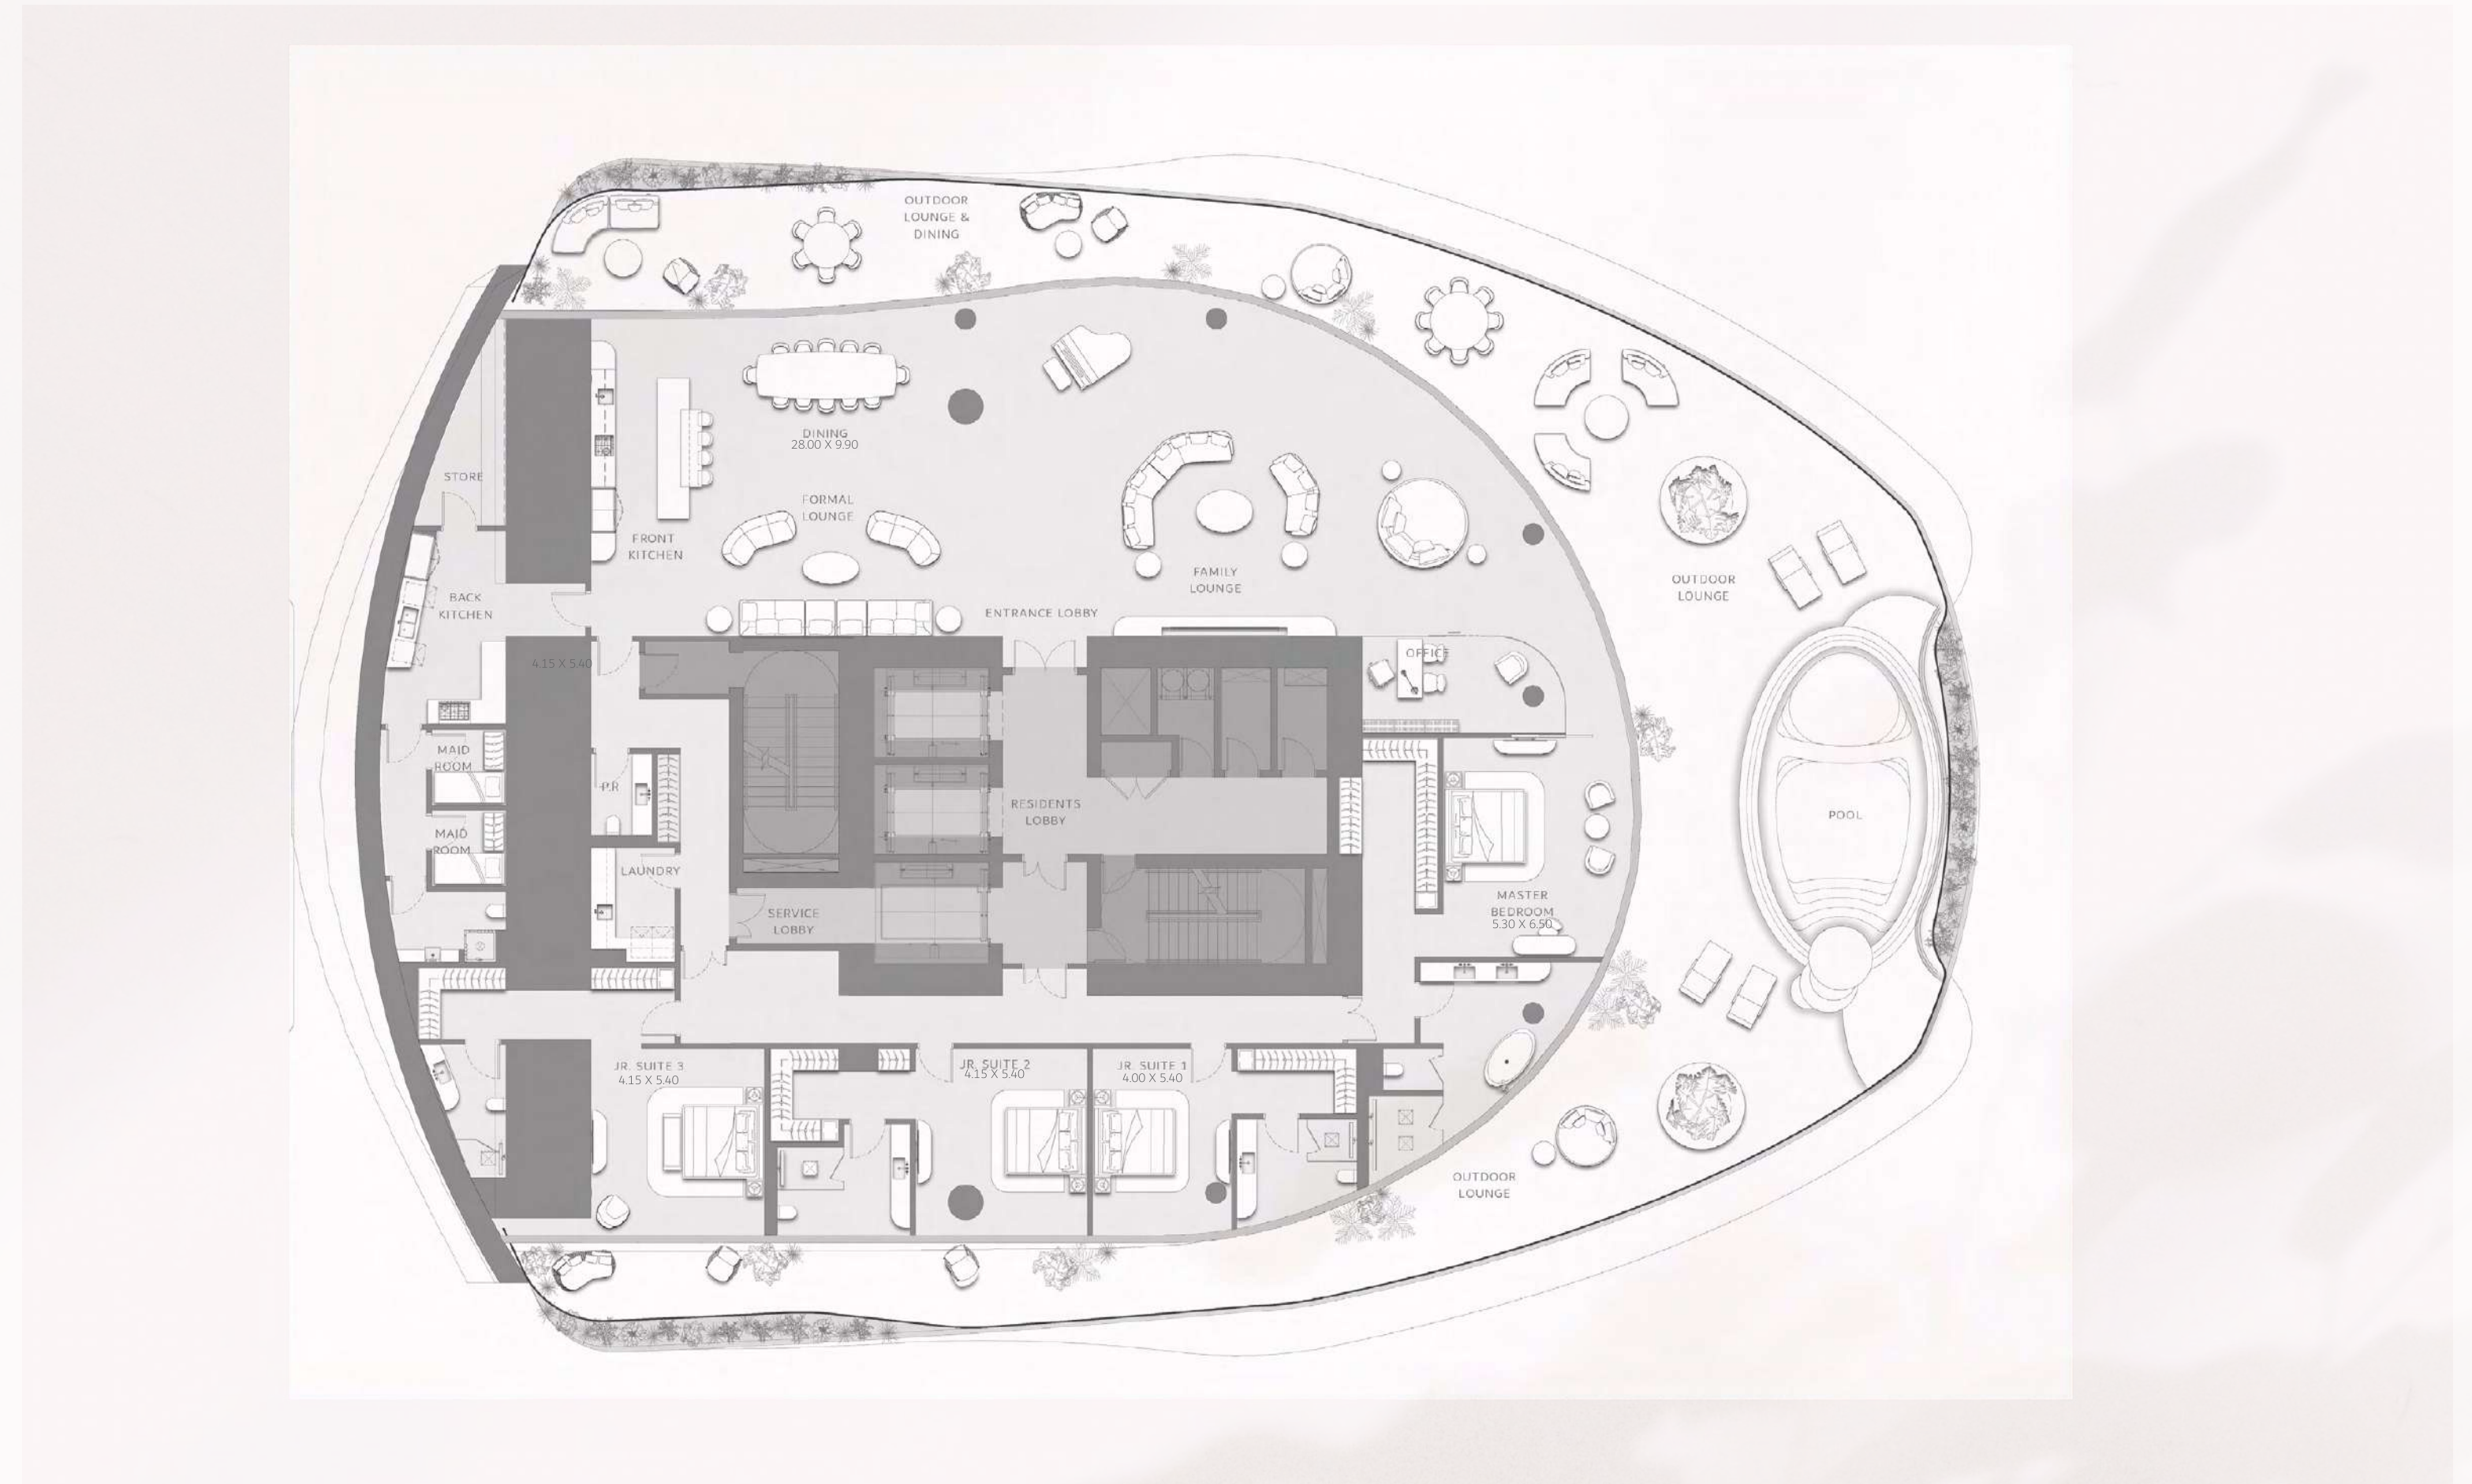 OUTDOOR
LOUNGE &
DINING
DINING
28.00 X 9.90
STORE
FORMAL
LOUNGE
FRONT
KITCHEN
FAMILY
LOUNGE
OUTDOOR
LOUNGE
BACK
KITCHEN
ENTRANCE LOBBY
4.15 X 5.40
OFFICE
MAID
ROOM
P.R
RESIDENTS
LOBBY
POOL
MAID
ROOM
LAUNDRY
SERVICE
LOBBY
MASTER
BEDROOM
5.30 X 6.50
JR. SUITE 3
4.15 X 5.40
JR. SUITE 2
4.15 X 5.40
JR. SUITE 1
4.00 X 5.40
OUTDOOR
LOUNGE